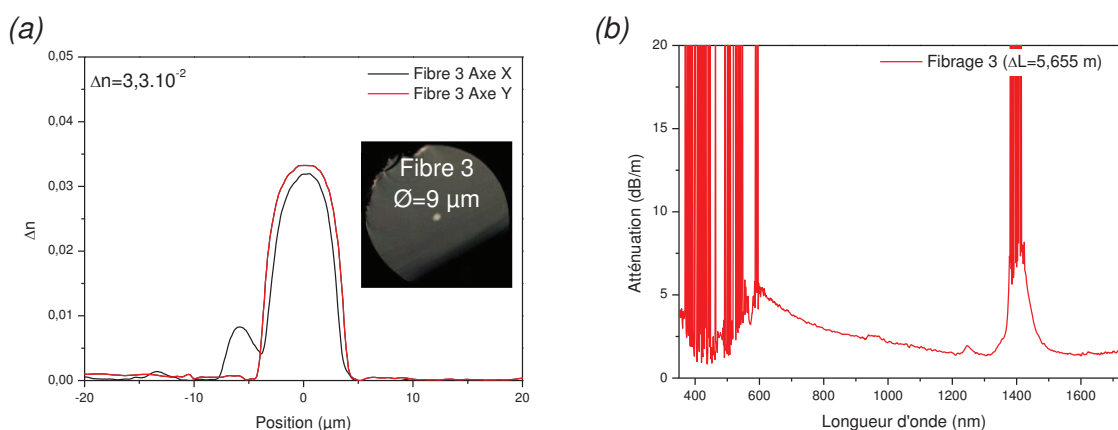 (a)
0,05
0,04
0,03
0,02
0,01
0,00
Δn
Δn=3,3.10⁻²
Fibre 3 Axe X
Fibre 3 Axe Y
Fibre 3
Ø=9 µm
-20
-10
0
10
20
Position (µm)
(b)
20
15
10
5
0
Atténuation (dB/m)
Fibrage 3 (ΔL=5,655 m)
400
600
800
1000
1200
1400
1600
Longueur d'onde (nm)